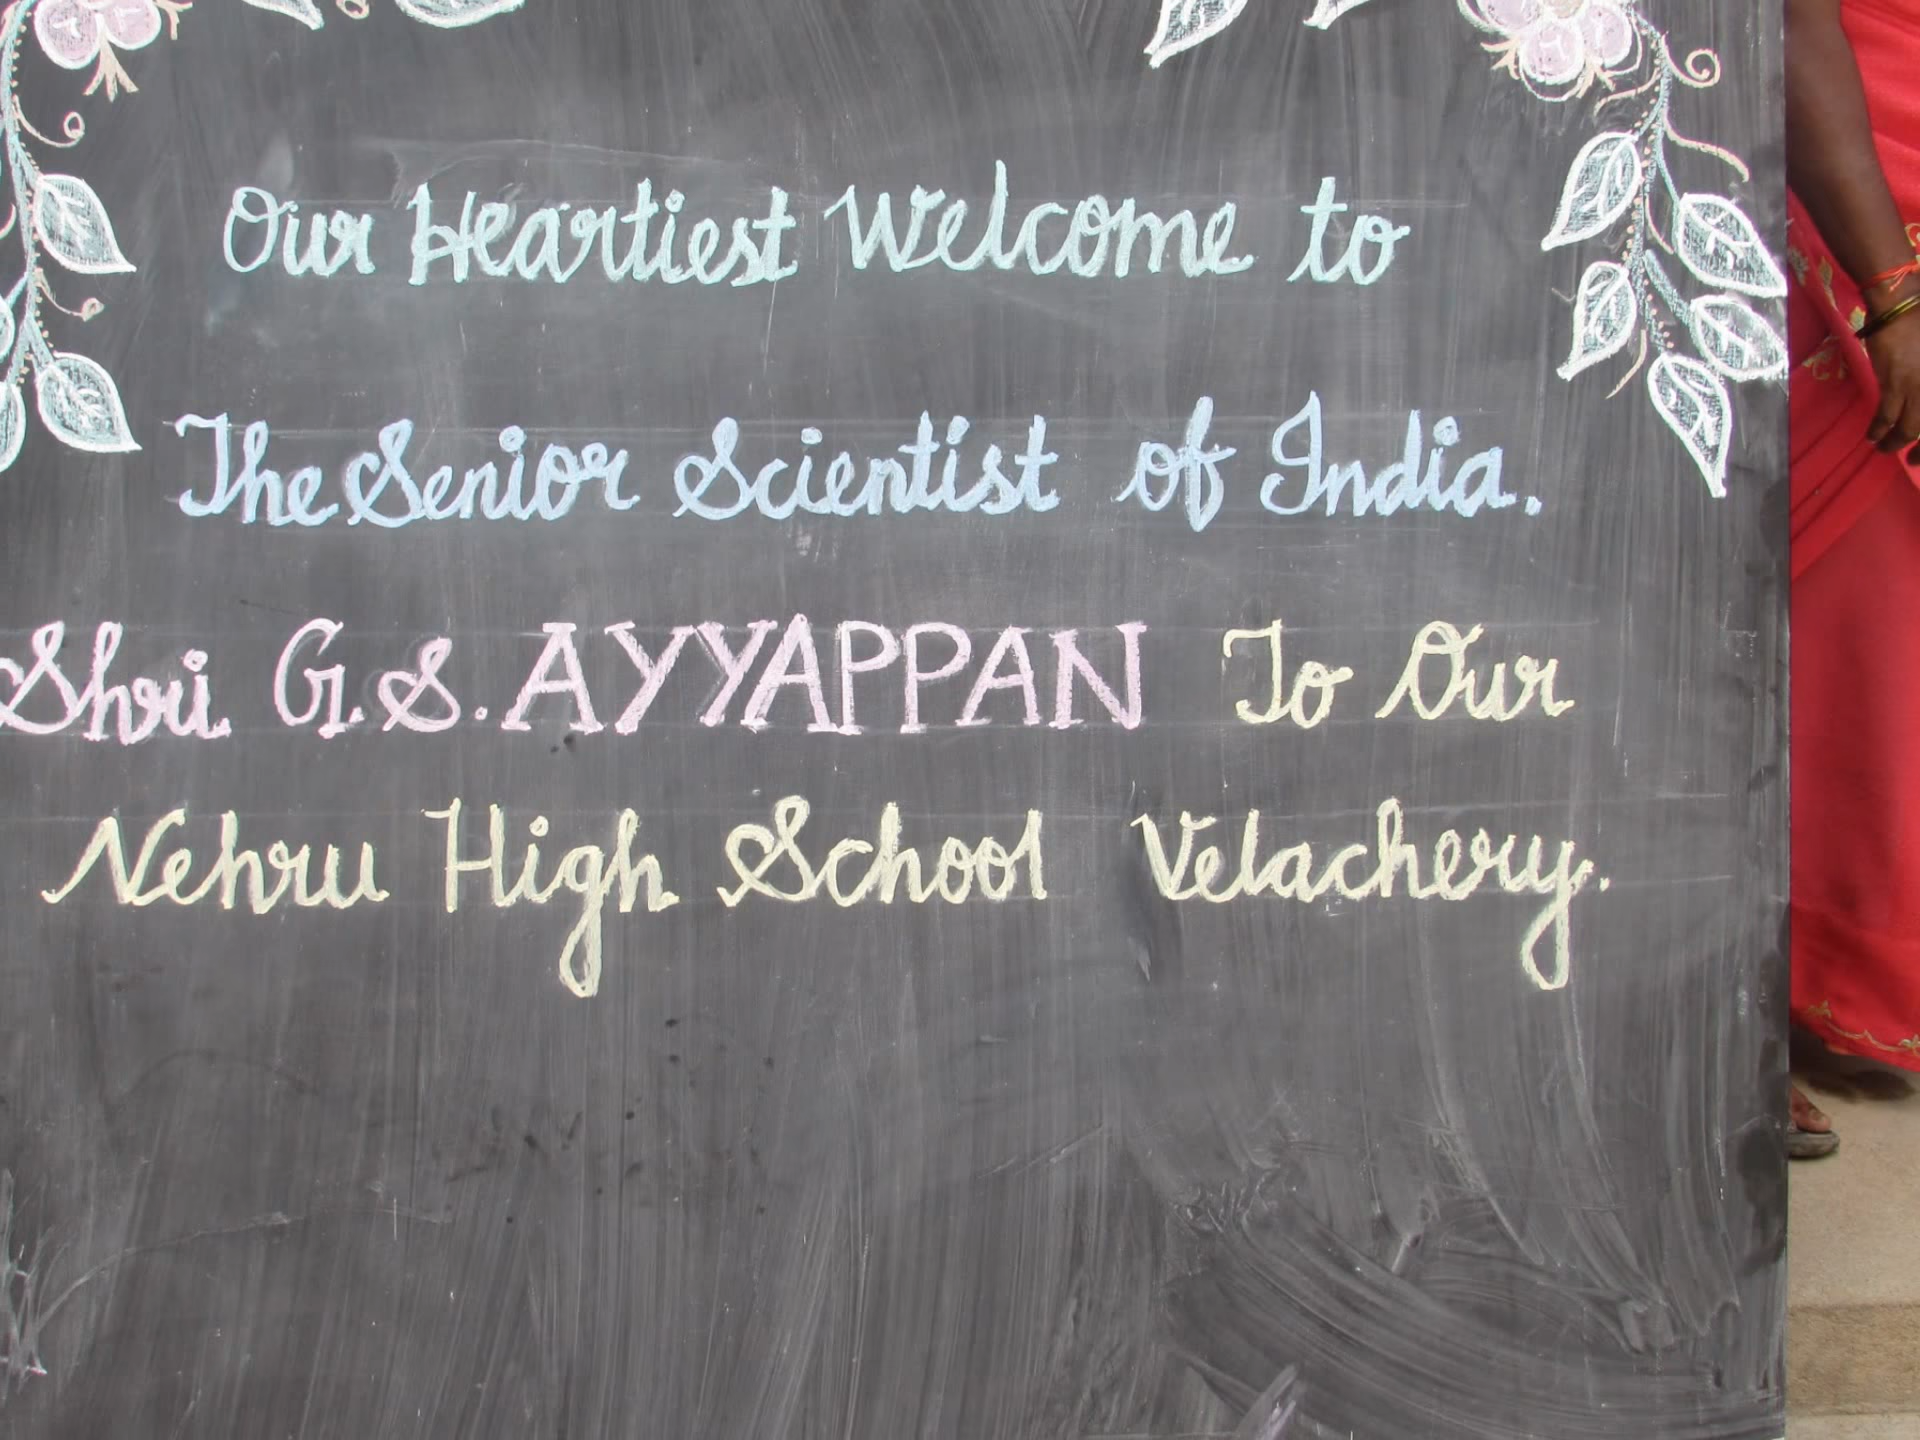 Our Heartiest Welcome to
The Senior Scientist of India.
Shri G.S. AYYAPPAN To Our
Nehru High School Velachery.